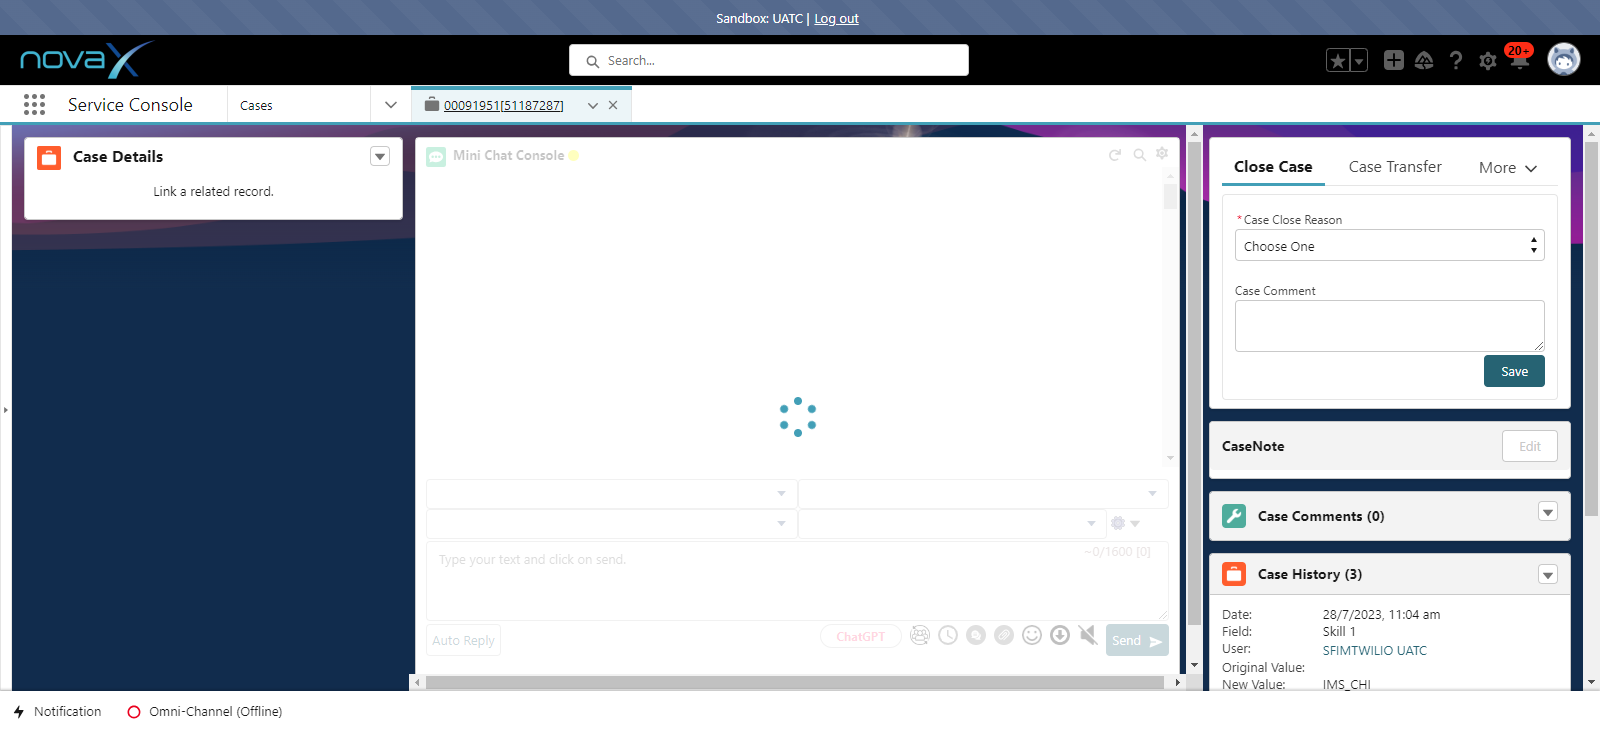 Sandbox: UATC | Log out
novaX
Search...
20+
Service Console
Cases
00091951[51187287]
Case Details
Link a related record.
Mini Chat Console
Type your text and click on send.
~0/1600 [0]
Auto Reply
ChatGPT
Send
Close Case
Case Transfer
More
*Case Close Reason
Choose One
Case Comment
Save
CaseNote
Edit
Case Comments (0)
Case History (3)
Date: 28/7/2023, 11:04 am
Field: Skill 1
User: SFIMTWILIO UATC
Original Value:
New Value: IMS_CHI
Notification
Omni-Channel (Offline)